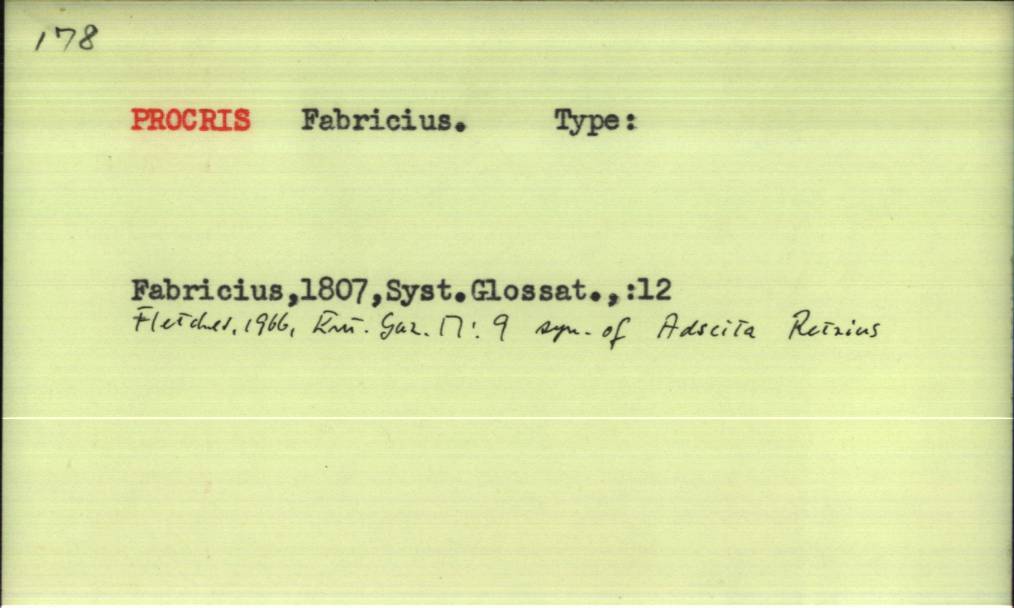 178
PROCRIS Fabricius. Type:
Fabricius,1807,Syst.Glossat.,:12
Fletcher, 1966, Ent. Gaz. 17: 9 syn. of Adscita Retzius